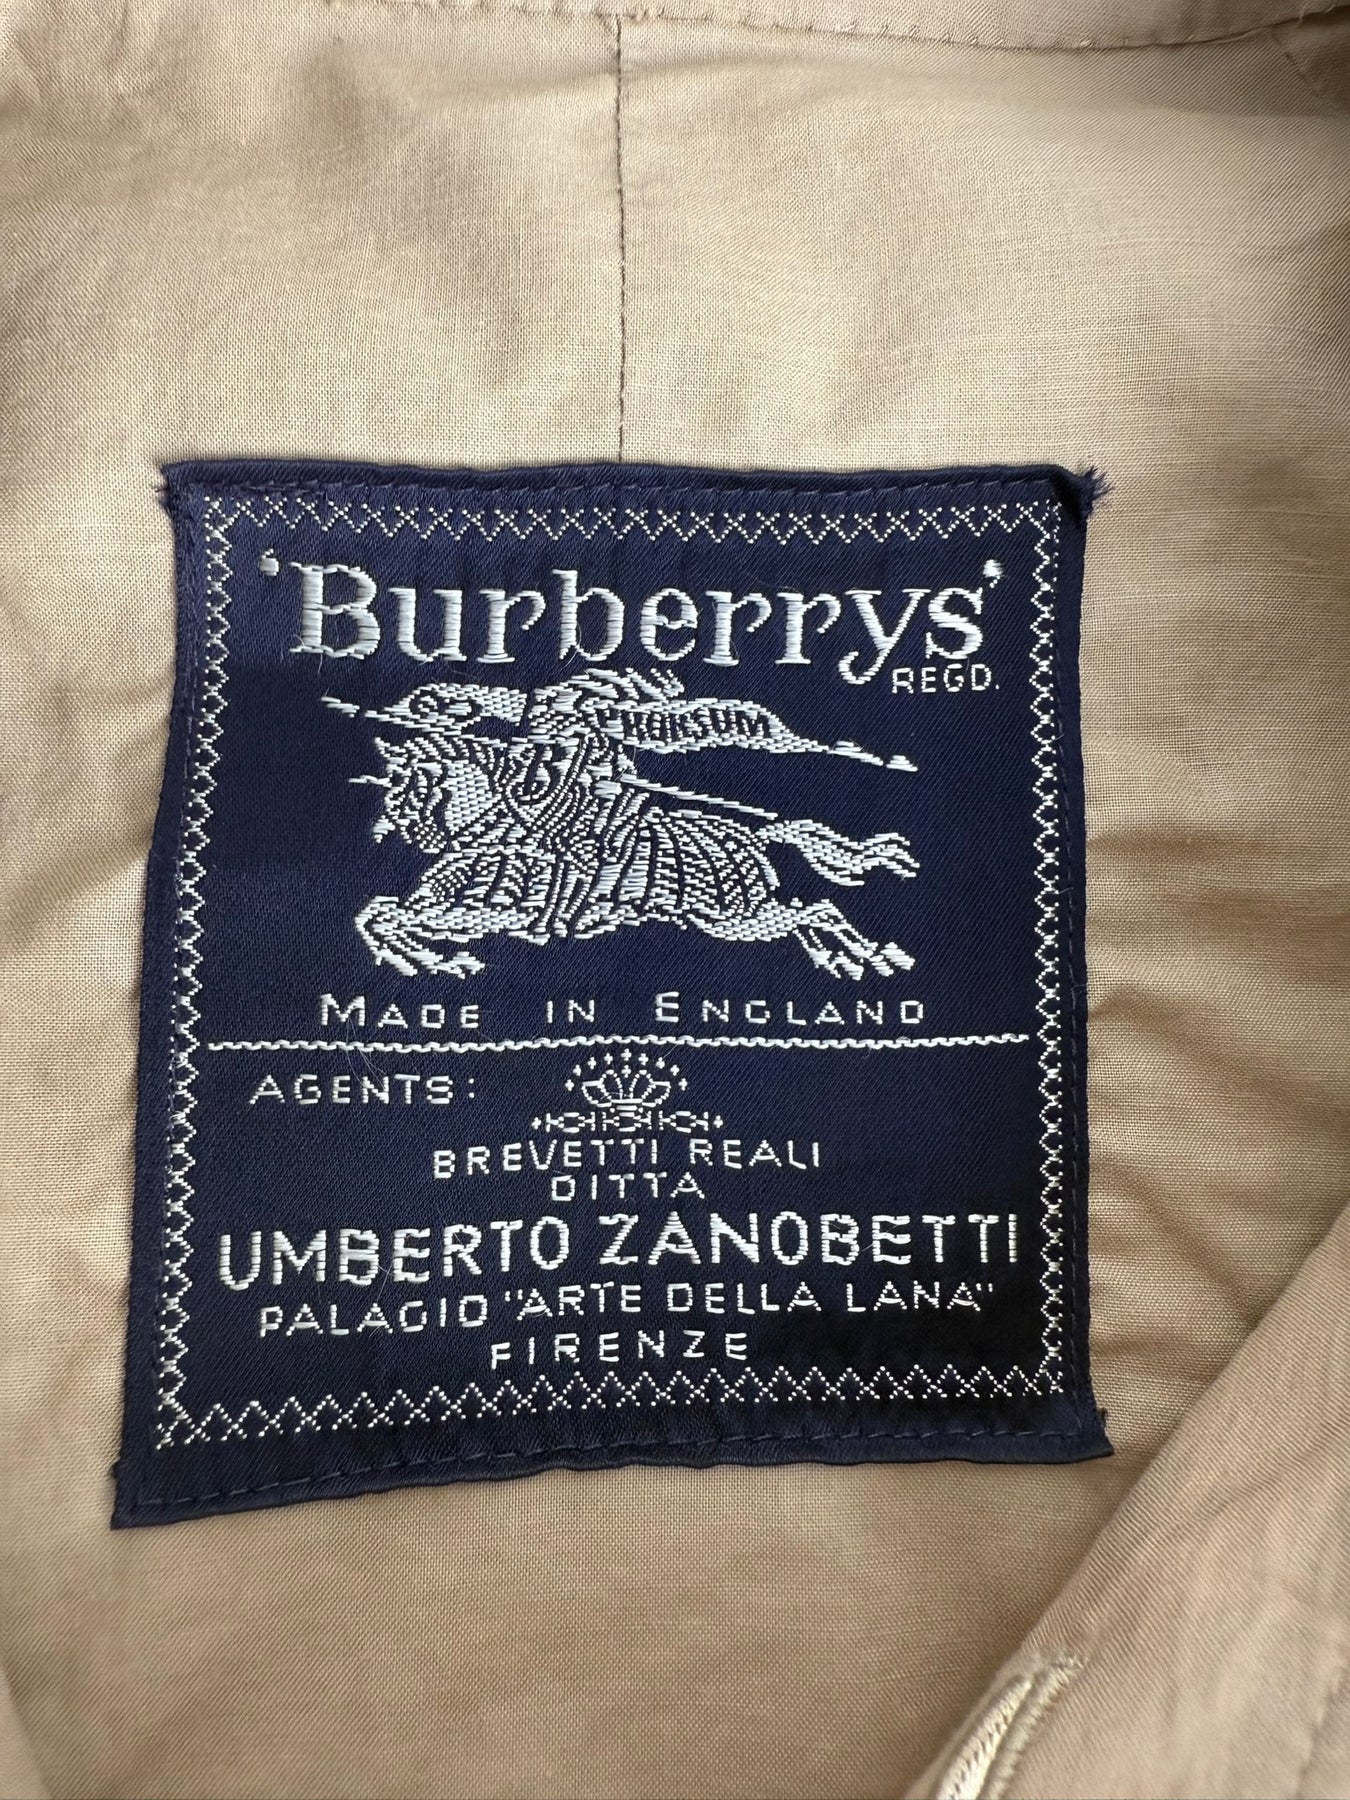 'Burberrys'
REGD.
PRORSUM
MADE IN ENGLAND
AGENTS:
BREVETTI REALI
DITTA
UMBERTO ZANOBETTI
PALAGIO "ARTE DELLA LANA"
FIRENZE